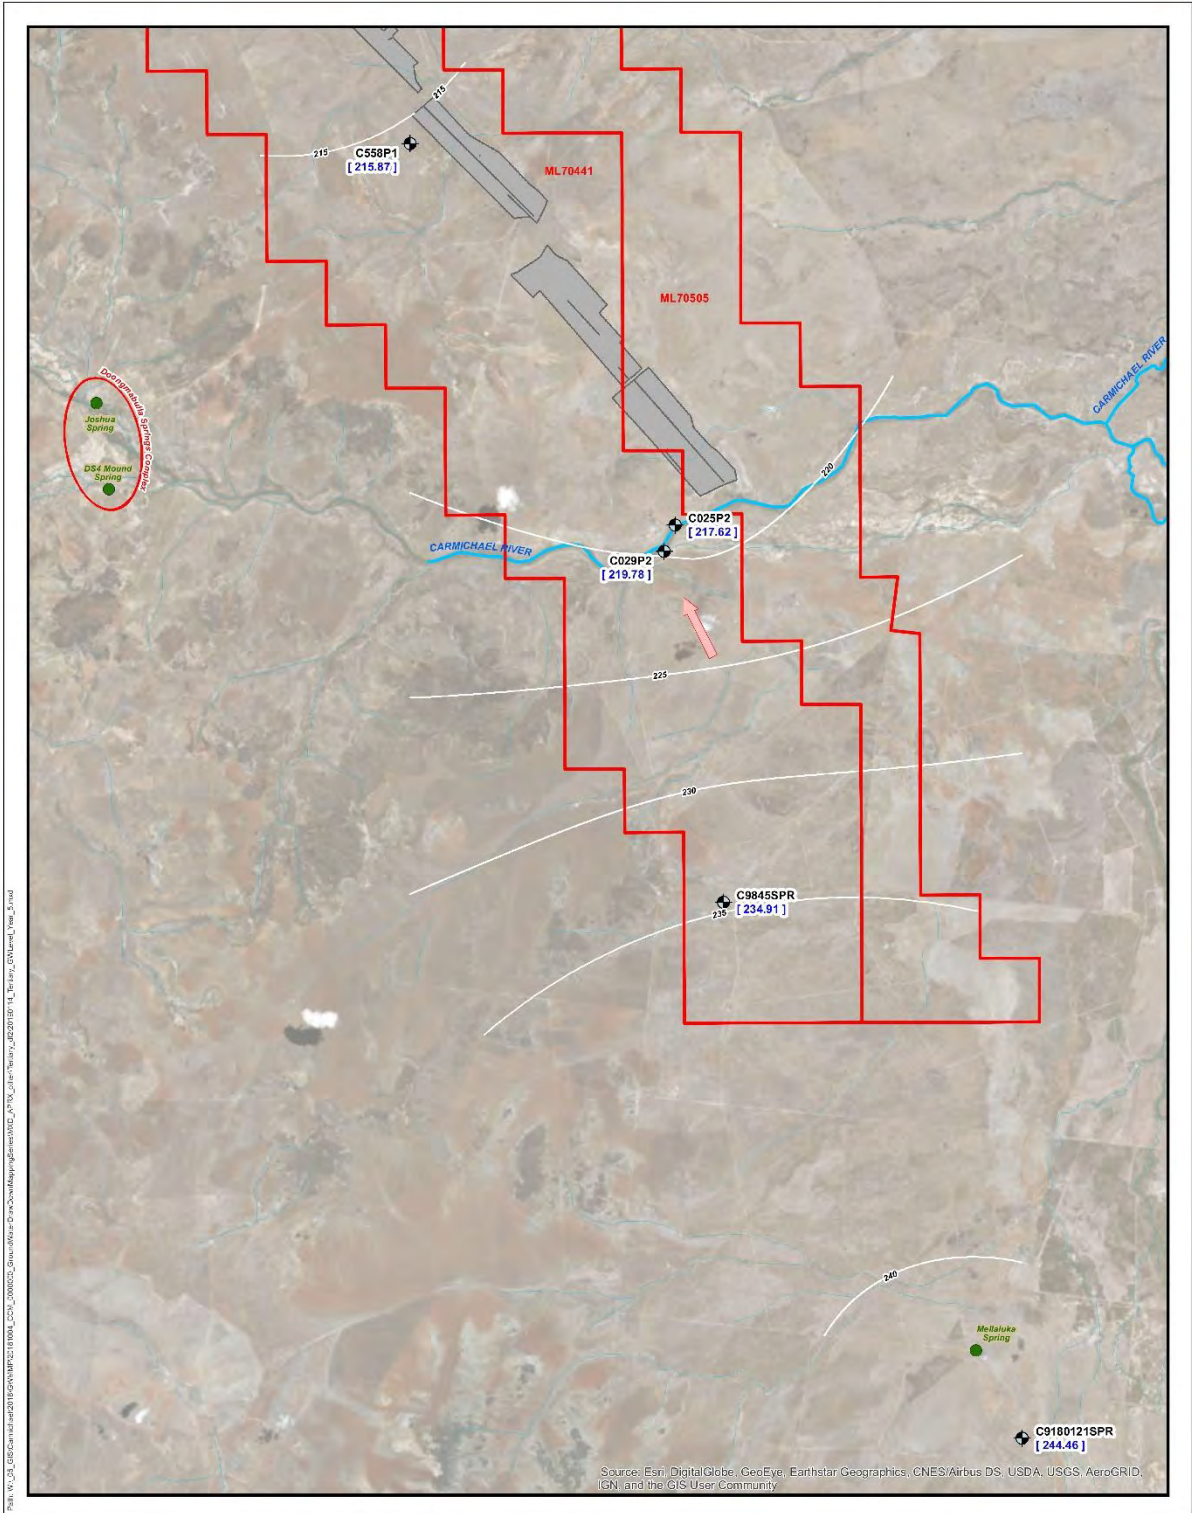 215
215
C558P1
[ 215.87 ]
ML70441
ML70505
CARMICHAEL RIVER
Doongmabulla Springs Complex
Joshua
Spring
DS4 Mound
Spring
220
C025P2
[ 217.62 ]
CARMICHAEL RIVER
C029P2
[ 219.78 ]
225
230
C9845SPR
[ 234.91 ]
235
240
Mellaluka
Spring
C9180121SPR
[ 244.46 ]
Source: Esri, DigitalGlobe, GeoEye, Earthstar Geographics, CNES/Airbus DS, USDA, USGS, AeroGRID,
IGN, and the GIS User Community